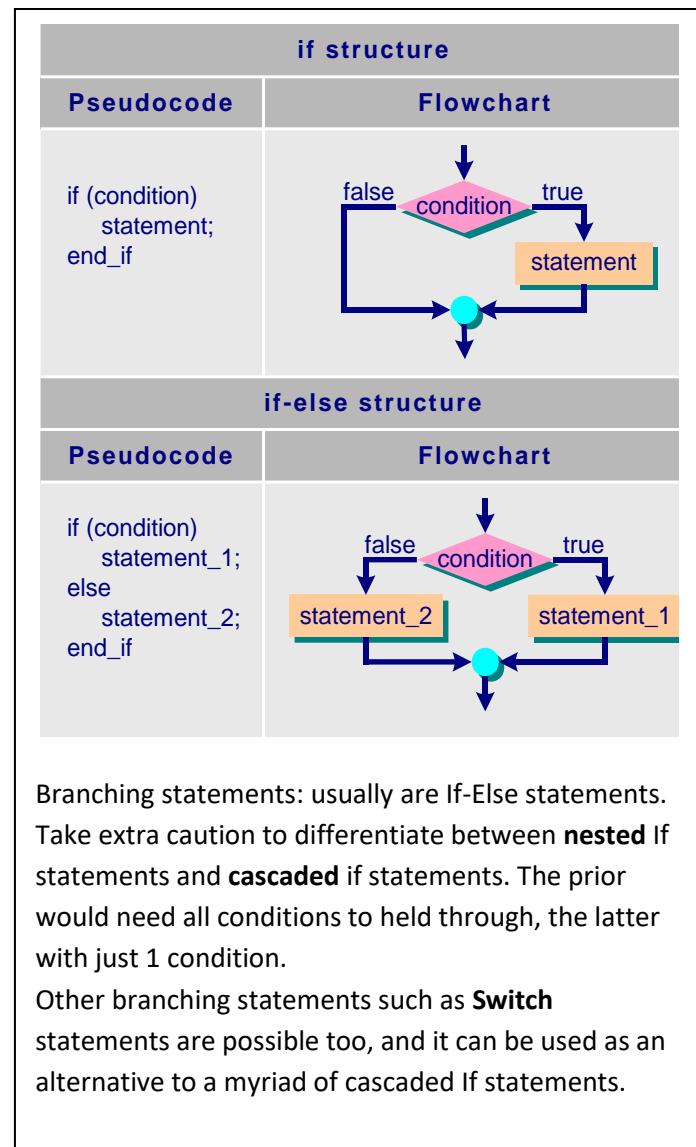 if structure
Pseudocode
Flowchart
if (condition)
statement;
end_if
false
condition
true
statement
if-else structure
Pseudocode
Flowchart
if (condition)
statement_1;
else
statement_2;
end_if
false
condition
true
statement_2
statement_1
Branching statements: usually are If-Else statements.
Take extra caution to differentiate between nested If
statements and cascaded if statements. The prior
would need all conditions to held through, the latter
with just 1 condition.
Other branching statements such as Switch
statements are possible too, and it can be used as an
alternative to a myriad of cascaded If statements.